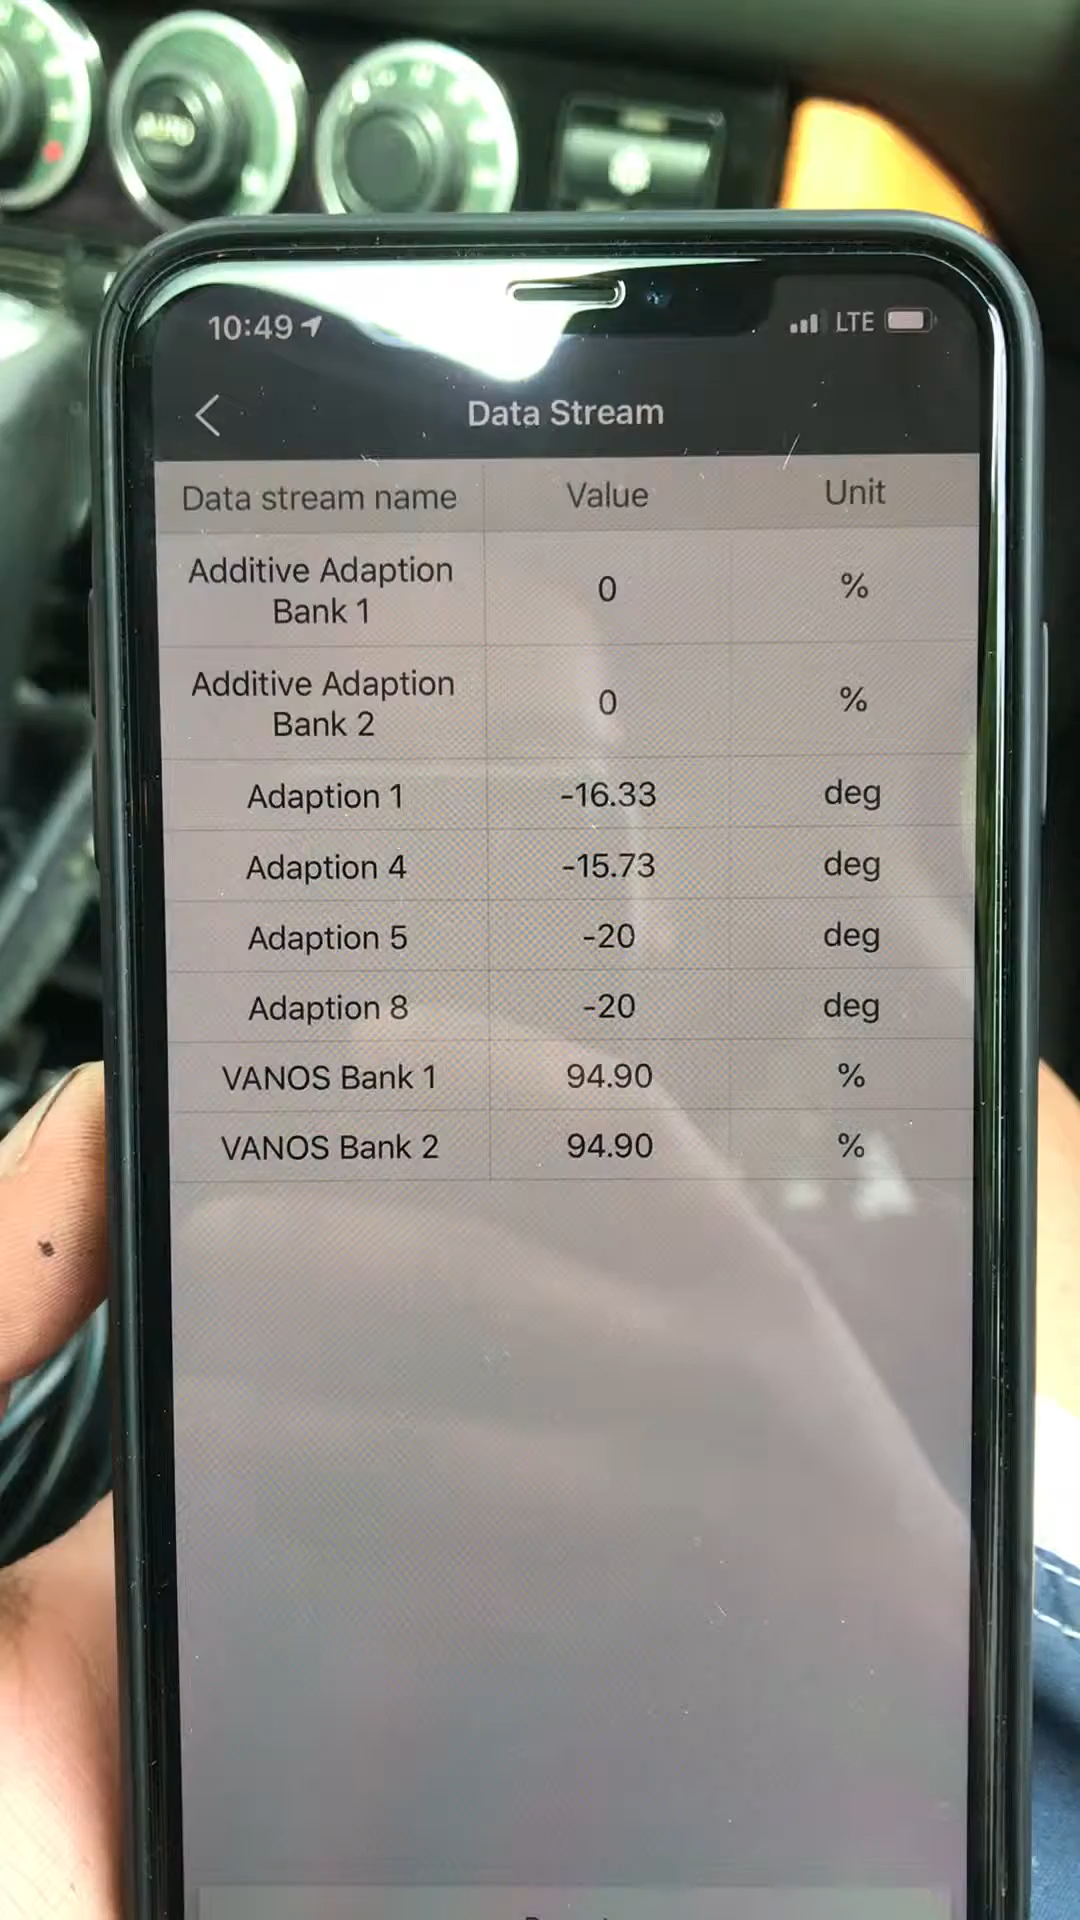 AUTO
10:49
LTE
Data Stream
Data stream name Value Unit
Additive Adaption
Bank 1 0 %
Additive Adaption
Bank 2 0 %
Adaption 1 -16.33 deg
Adaption 4 -15.73 deg
Adaption 5 -20 deg
Adaption 8 -20 deg
VANOS Bank 1 94.90 %
VANOS Bank 2 94.90 %